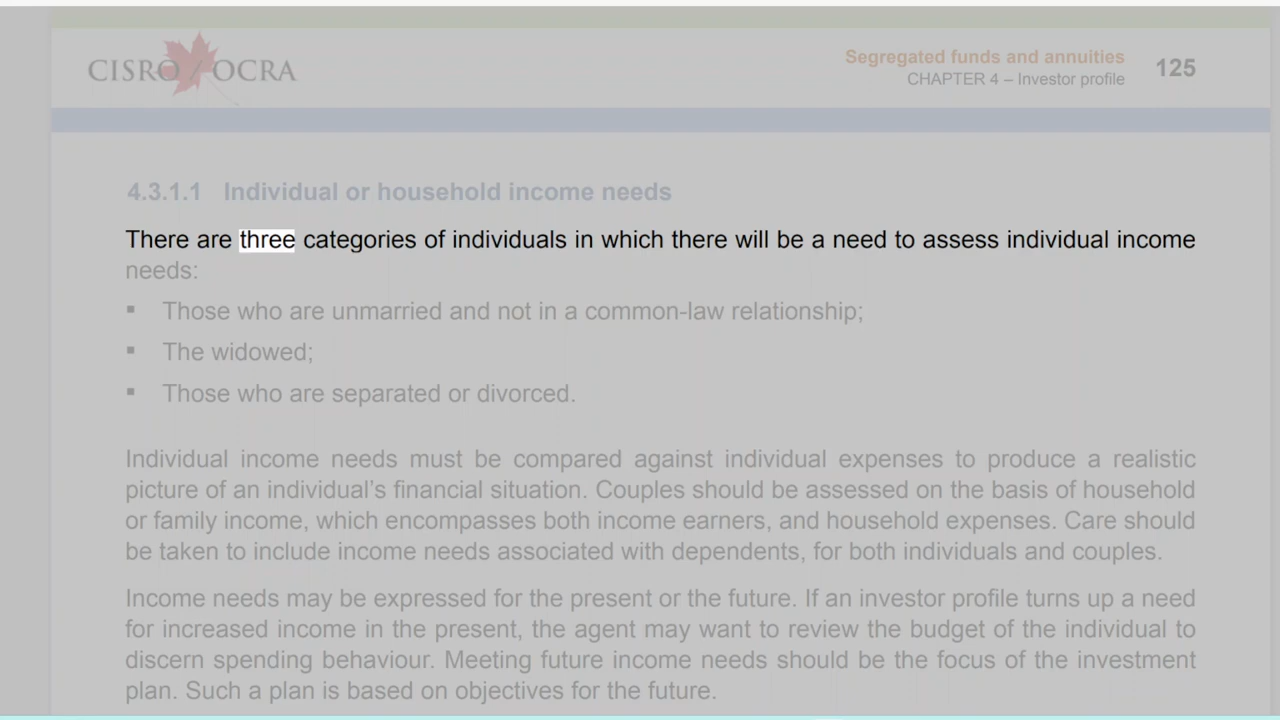 CISRO / OCRA
Segregated funds and annuities
CHAPTER 4 – Investor profile
125
4.3.1.1 Individual or household income needs
There are three categories of individuals in which there will be a need to assess individual income
needs:
▪ Those who are unmarried and not in a common-law relationship;
▪ The widowed;
▪ Those who are separated or divorced.
Individual income needs must be compared against individual expenses to produce a realistic
picture of an individual’s financial situation. Couples should be assessed on the basis of household
or family income, which encompasses both income earners, and household expenses. Care should
be taken to include income needs associated with dependents, for both individuals and couples.
Income needs may be expressed for the present or the future. If an investor profile turns up a need
for increased income in the present, the agent may want to review the budget of the individual to
discern spending behaviour. Meeting future income needs should be the focus of the investment
plan. Such a plan is based on objectives for the future.